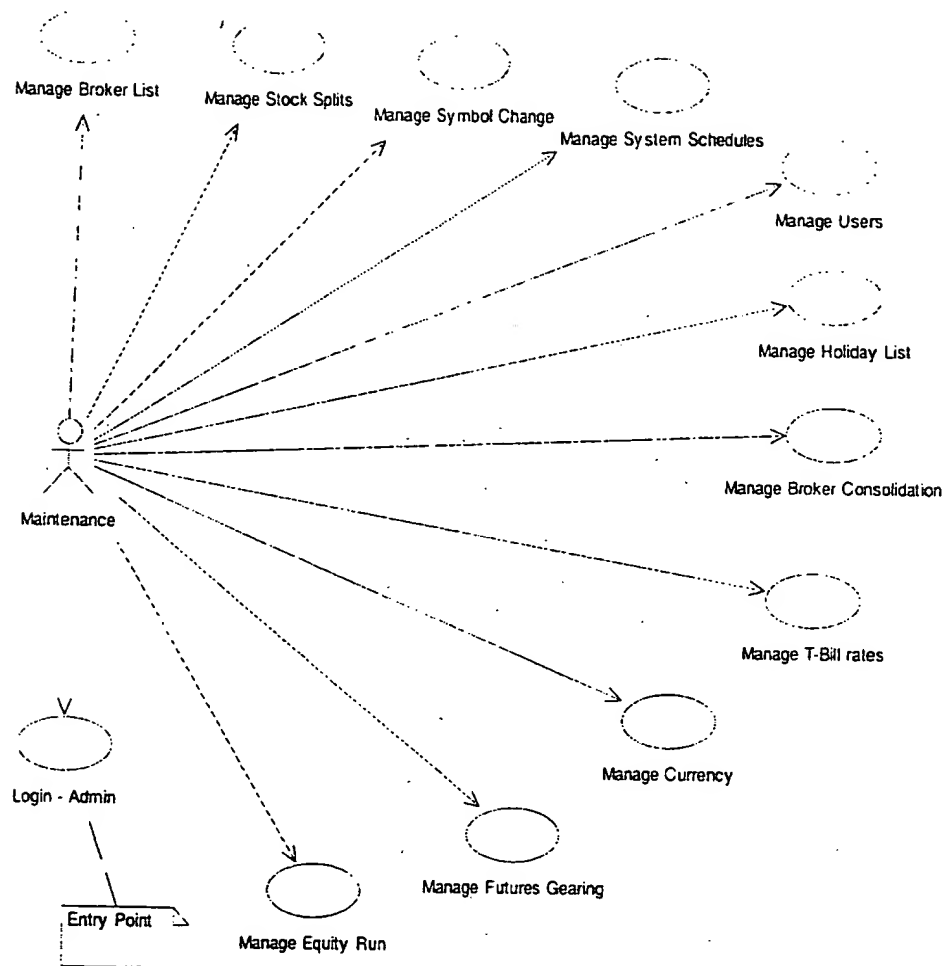 Manage Broker List
Manage Stock Splits
Manage Symbol Change
Manage System Schedules
Manage Users
Manage Holiday List
Manage Broker Consolidation
Maintenance
Manage T-Bill rates
Manage Currency
Login - Admin
Manage Futures Gearing
Entry Point
Manage Equity Run